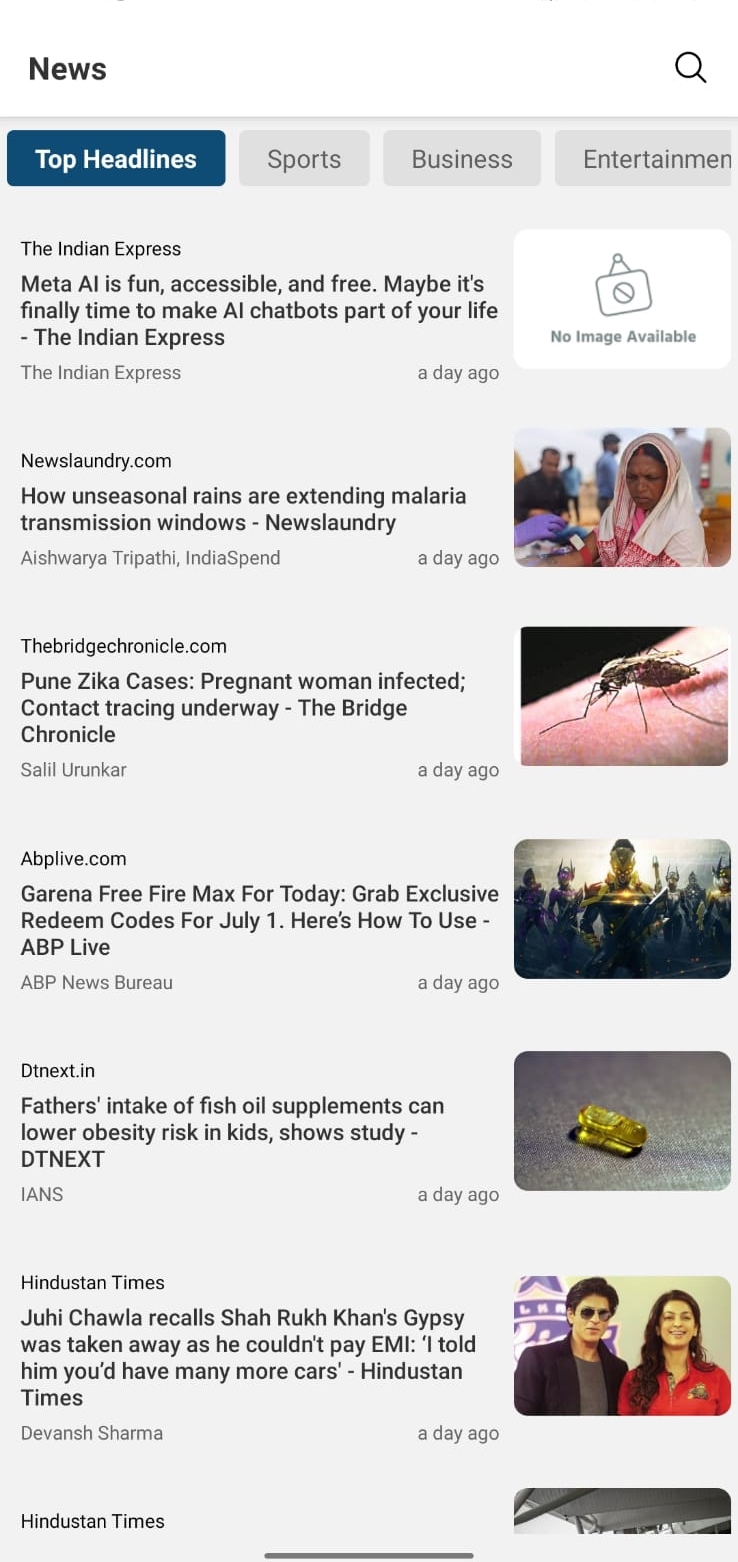 News
Top Headlines
Sports
Business
Entertainmen
The Indian Express
Meta AI is fun, accessible, and free. Maybe it's
finally time to make AI chatbots part of your life
- The Indian Express
The Indian Express
a day ago
No Image Available
Newslaundry.com
How unseasonal rains are extending malaria
transmission windows - Newslaundry
Aishwarya Tripathi, IndiaSpend
a day ago
Thebridgechronicle.com
Pune Zika Cases: Pregnant woman infected;
Contact tracing underway - The Bridge
Chronicle
Salil Urunkar
a day ago
Abplive.com
Garena Free Fire Max For Today: Grab Exclusive
Redeem Codes For July 1. Here’s How To Use -
ABP Live
ABP News Bureau
a day ago
Dtnext.in
Fathers' intake of fish oil supplements can
lower obesity risk in kids, shows study -
DTNEXT
IANS
a day ago
Hindustan Times
Juhi Chawla recalls Shah Rukh Khan's Gypsy
was taken away as he couldn't pay EMI: ‘I told
him you’d have many more cars' - Hindustan
Times
Devansh Sharma
a day ago
Hindustan Times